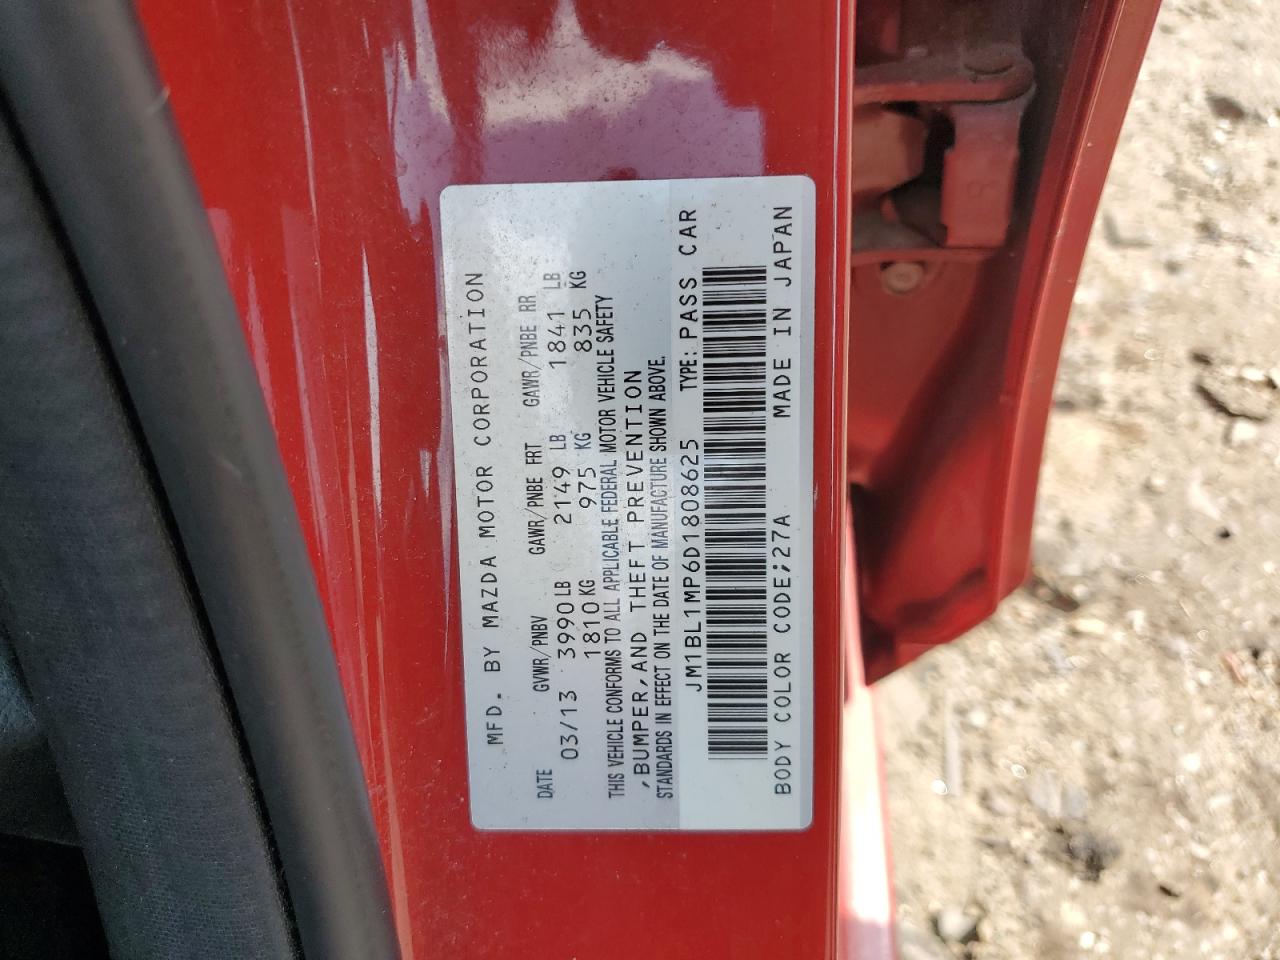 MFD. BY MAZDA MOTOR CORPORATION
DATE GVWR/PNBV GAWR/PNBE FRT GAWR/PNBE RR
03/13 3990 LB 2149 LB 1841 LB
1810 KG 975 KG 835 KG
THIS VEHICLE CONFORMS TO ALL APPLICABLE FEDERAL MOTOR VEHICLE SAFETY
,BUMPER,AND THEFT PREVENTION
STANDARDS IN EFFECT ON THE DATE OF MANUFACTURE SHOWN ABOVE.
JM1BL1MP6D1808625 TYPE: PASS CAR
BODY COLOR CODE;27A MADE IN JAPAN